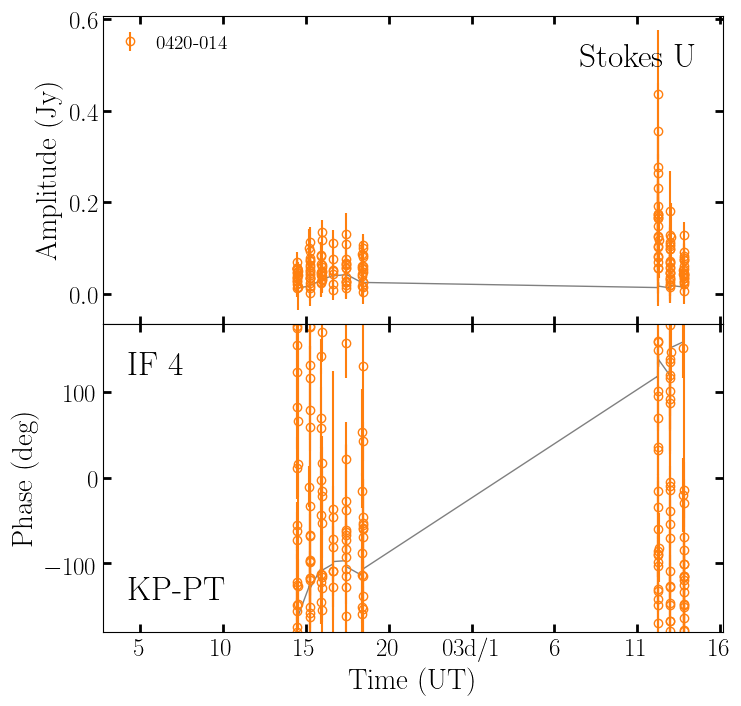 0.6
0420-014
Stokes U
0.4
0.2
0.0
Amplitude (Jy)
IF 4
100
0
−100
Phase (deg)
KP-PT
5 10 15 20 03d/1 6 11 16
Time (UT)